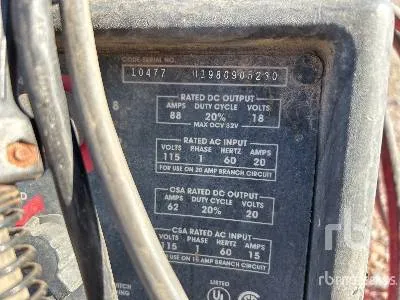 CODE/SERIAL NO.
10477 U1980905230
8
RATED DC OUTPUT
AMPS DUTY CYCLE VOLTS
88 20% 18
MAX OCV 32V
RATED AC INPUT
VOLTS PHASE HERTZ AMPS
115 1 60 20
FOR USE ON 20 AMP BRANCH CIRCUIT
CSA RATED DC OUTPUT
AMPS DUTY CYCLE VOLTS
62 20% 20
CSA RATED AC INPUT
VOLTS PHASE HERTZ AMPS
115 1 60 15
FOR USE ON 15 AMP BRANCH CIRCUIT
LISTED
UL
rb